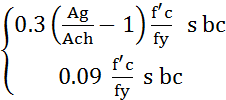 0.3 (Ag/Ach − 1) f'c/fy s bc
0.09 f'c/fy s bc